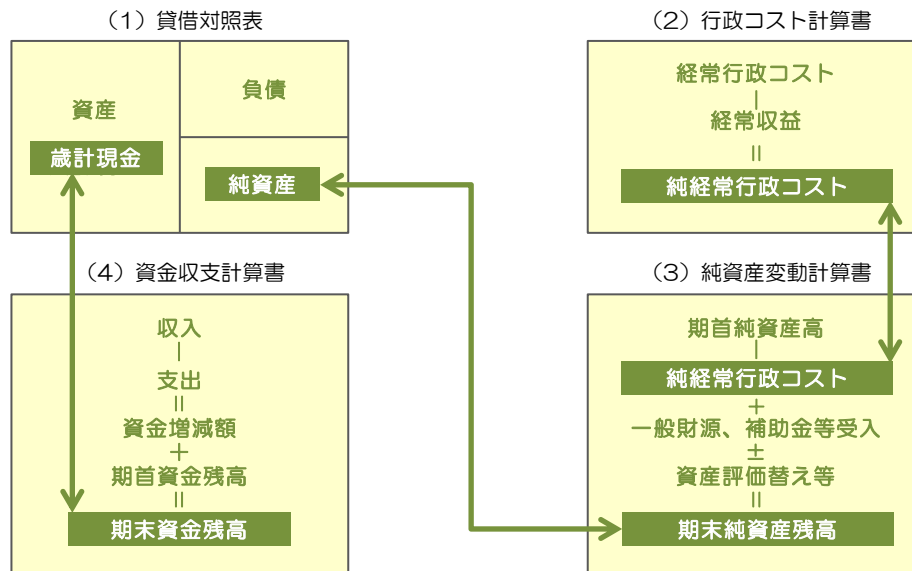 (1)貸借対照表
資産
歳計現金
負債
純資産
(2)行政コスト計算書
経常行政コスト
－
経常収益
＝
純経常行政コスト
(4)資金収支計算書
収入
－
支出
＝
資金増減額
＋
期首資金残高
＝
期末資金残高
(3)純資産変動計算書
期首純資産高
－
純経常行政コスト
＋
一般財源、補助金等受入
±
資産評価替え等
＝
期末純資産残高